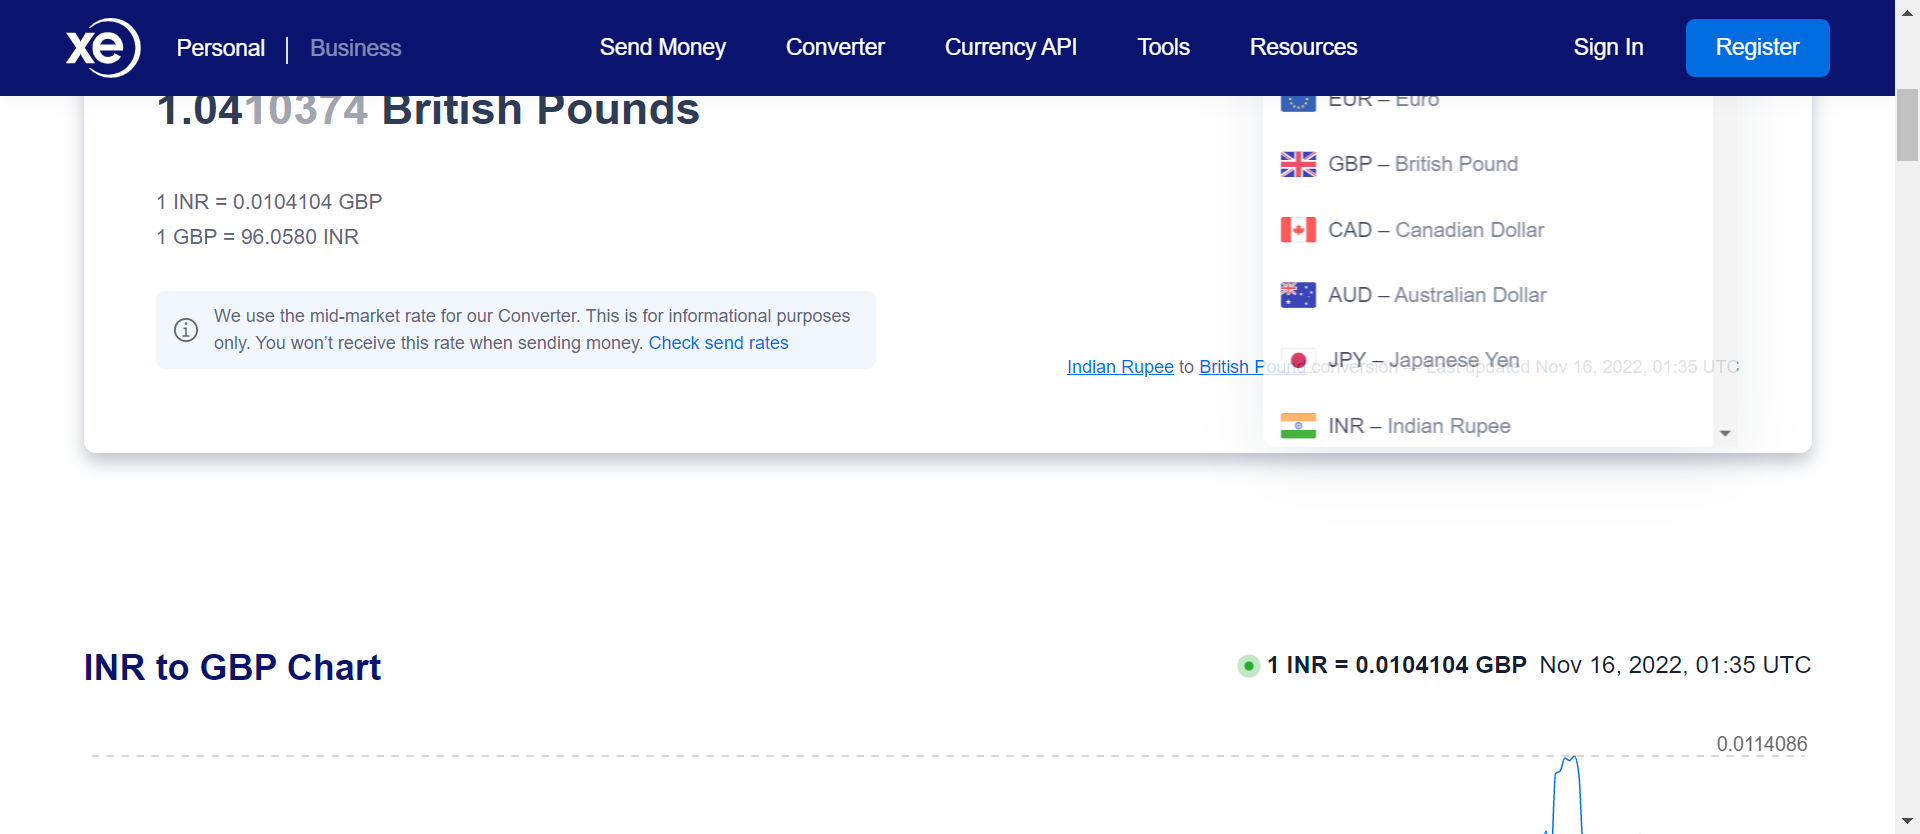 xe Personal | Business Send Money Converter Currency API Tools Resources Sign In Register
1.0410374 British Pounds
1 INR = 0.0104104 GBP
1 GBP = 96.0580 INR
We use the mid-market rate for our Converter. This is for informational purposes
only. You won’t receive this rate when sending money. Check send rates
EUR – Euro
GBP – British Pound
CAD – Canadian Dollar
AUD – Australian Dollar
JPY – Japanese Yen
Indian Rupee to British Pound conversion — Last updated Nov 16, 2022, 01:35 UTC
INR – Indian Rupee
INR to GBP Chart
1 INR = 0.0104104 GBP Nov 16, 2022, 01:35 UTC
0.0114086